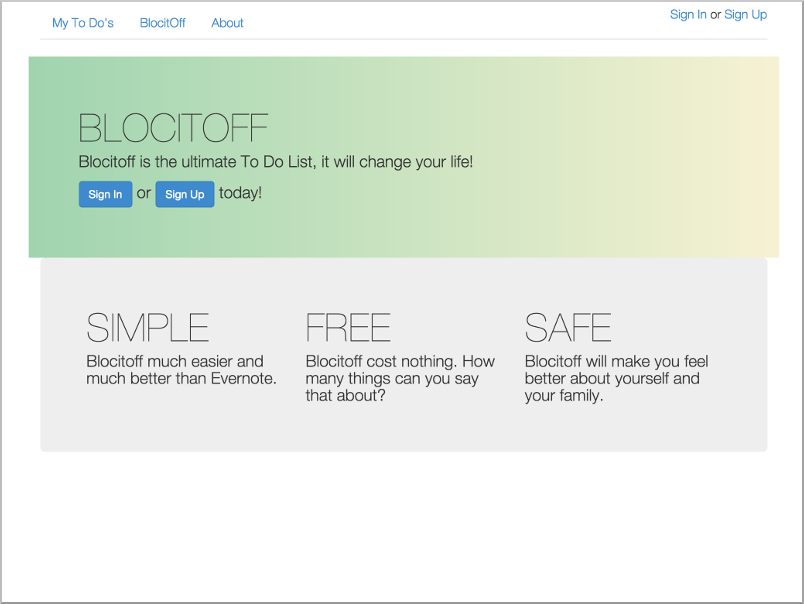 My To Do's BlocitOff About Sign In or Sign Up
BLOCITOFF
Blocitoff is the ultimate To Do List, it will change your life!
Sign In or Sign Up today!
SIMPLE
Blocitoff much easier and
much better than Evernote.
FREE
Blocitoff cost nothing. How
many things can you say
that about?
SAFE
Blocitoff will make you feel
better about yourself and
your family.